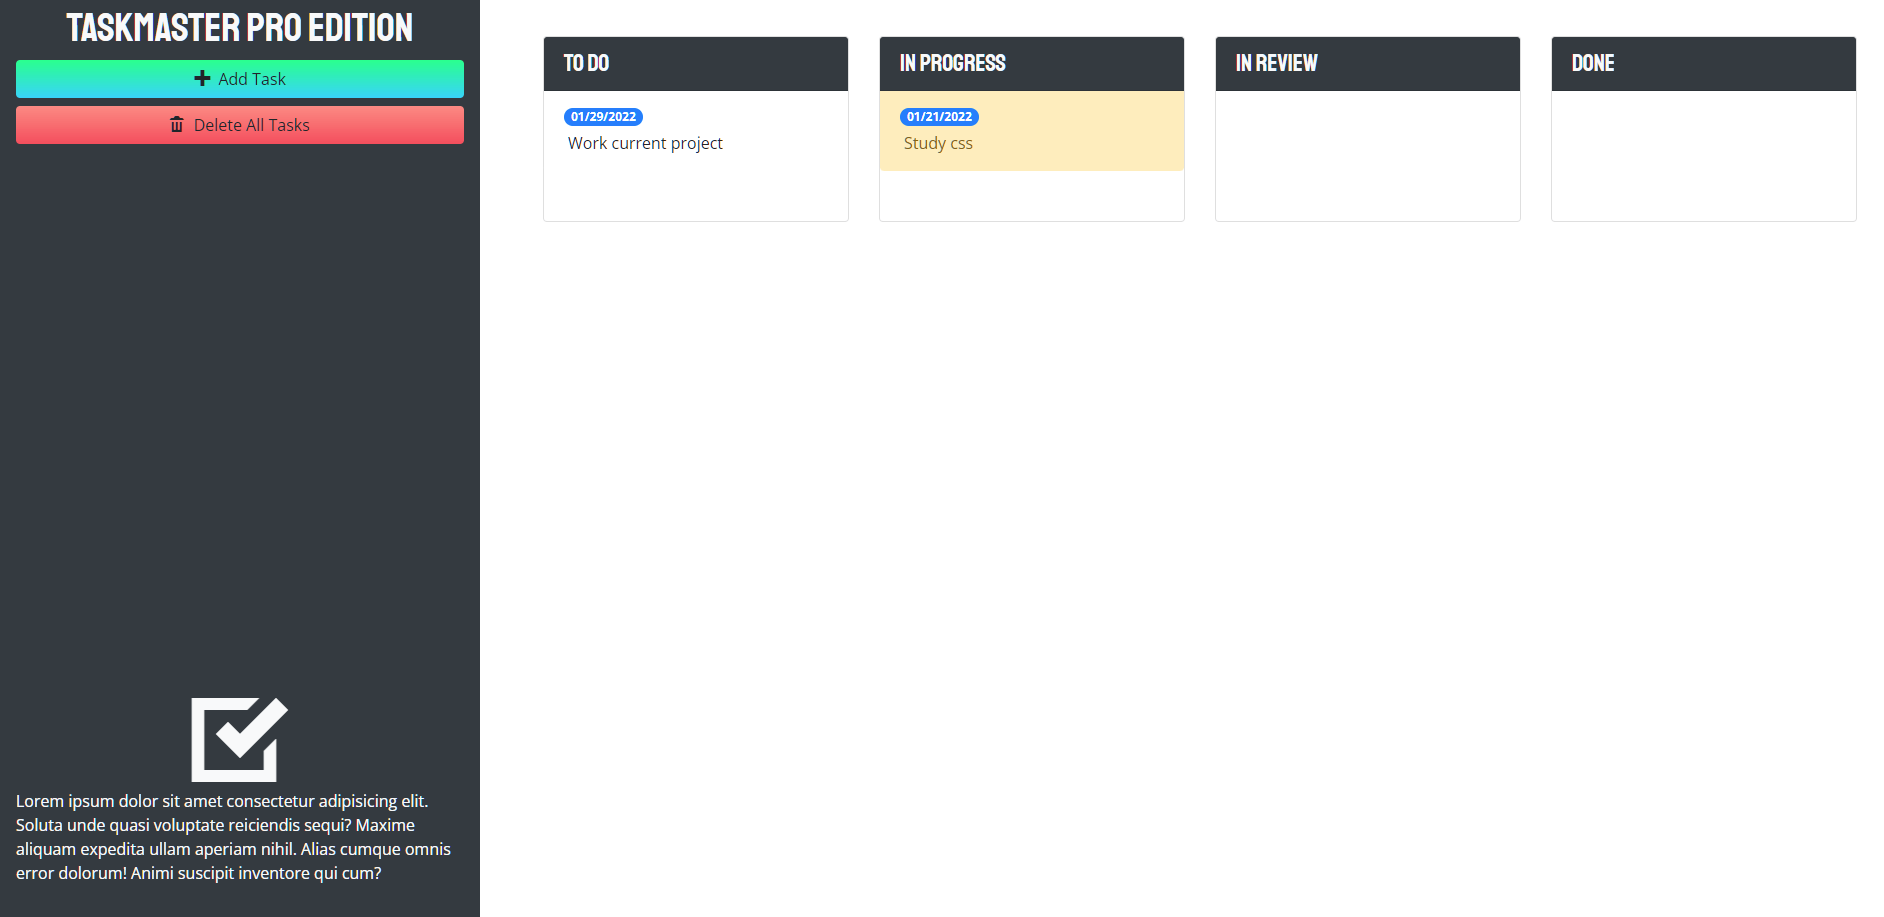 TASKMASTER PRO EDITION
Add Task
Delete All Tasks
Lorem ipsum dolor sit amet consectetur adipisicing elit.
Soluta unde quasi voluptate reiciendis sequi? Maxime
aliquam expedita ullam aperiam nihil. Alias cumque omnis
error dolorum! Animi suscipit inventore qui cum?
TO DO
01/29/2022
Work current project
IN PROGRESS
01/21/2022
Study css
IN REVIEW
DONE